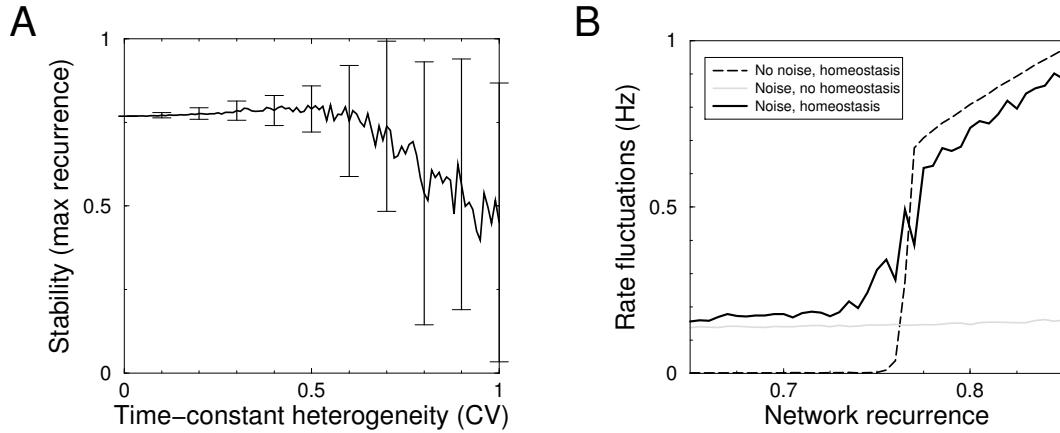 A
Stability (max recurrence)
1
0.5
0
0
0.5
1
Time−constant heterogeneity (CV)
B
Rate fluctuations (Hz)
1
0.5
0
No noise, homeostasis
Noise, no homeostasis
Noise, homeostasis
0.7
0.8
Network recurrence